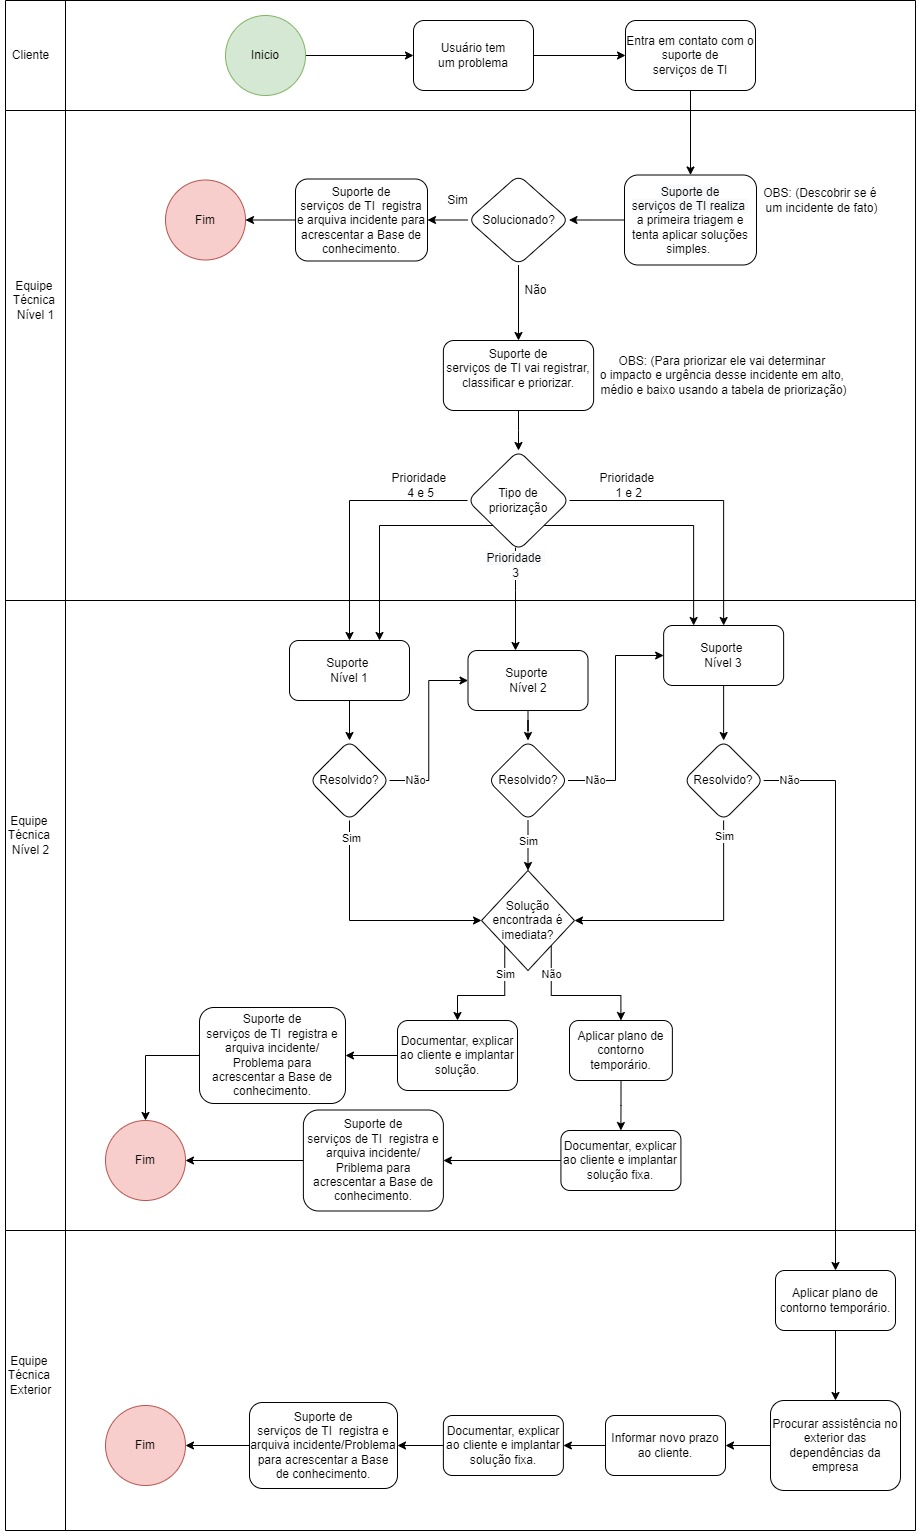 Cliente
Inicio
Usuário tem
um problema
Entra em contato com o
suporte de
serviços de TI
Equipe
Técnica
Nível 1
Fim
Suporte de
serviços de TI registra
e arquiva incidente para
acrescentar a Base de
conhecimento.
Sim
Solucionado?
Suporte de
serviços de TI realiza
a primeira triagem e
tenta aplicar soluções
simples.
OBS: (Descobrir se é
um incidente de fato)
Não
Suporte de
serviços de TI vai registrar,
classificar e priorizar.
OBS: (Para priorizar ele vai determinar
o impacto e urgência desse incidente em alto,
médio e baixo usando a tabela de priorização)
Prioridade
4 e 5
Tipo de
priorização
Prioridade
1 e 2
Prioridade
3
Equipe
Técnica
Nível 2
Suporte
Nível 1
Suporte
Nível 2
Suporte
Nível 3
Resolvido?
Não
Resolvido?
Não
Resolvido?
Não
Sim
Sim
Sim
Solução
encontrada é
imediata?
Sim
Não
Suporte de
serviços de TI registra e
arquiva incidente/
Problema para
acrescentar a Base de
conhecimento.
Documentar, explicar
ao cliente e implantar
solução.
Aplicar plano de
contorno
temporário.
Fim
Suporte de
serviços de TI registra e
arquiva incidente/
Priblema para
acrescentar a Base de
conhecimento.
Documentar, explicar
ao cliente e implantar
solução fixa.
Equipe
Técnica
Exterior
Aplicar plano de
contorno temporário.
Fim
Suporte de
serviços de TI registra e
arquiva incidente/Problema
para acrescentar a Base
de conhecimento.
Documentar, explicar
ao cliente e implantar
solução fixa.
Informar novo prazo
ao cliente.
Procurar assistência no
exterior das
dependências da
empresa